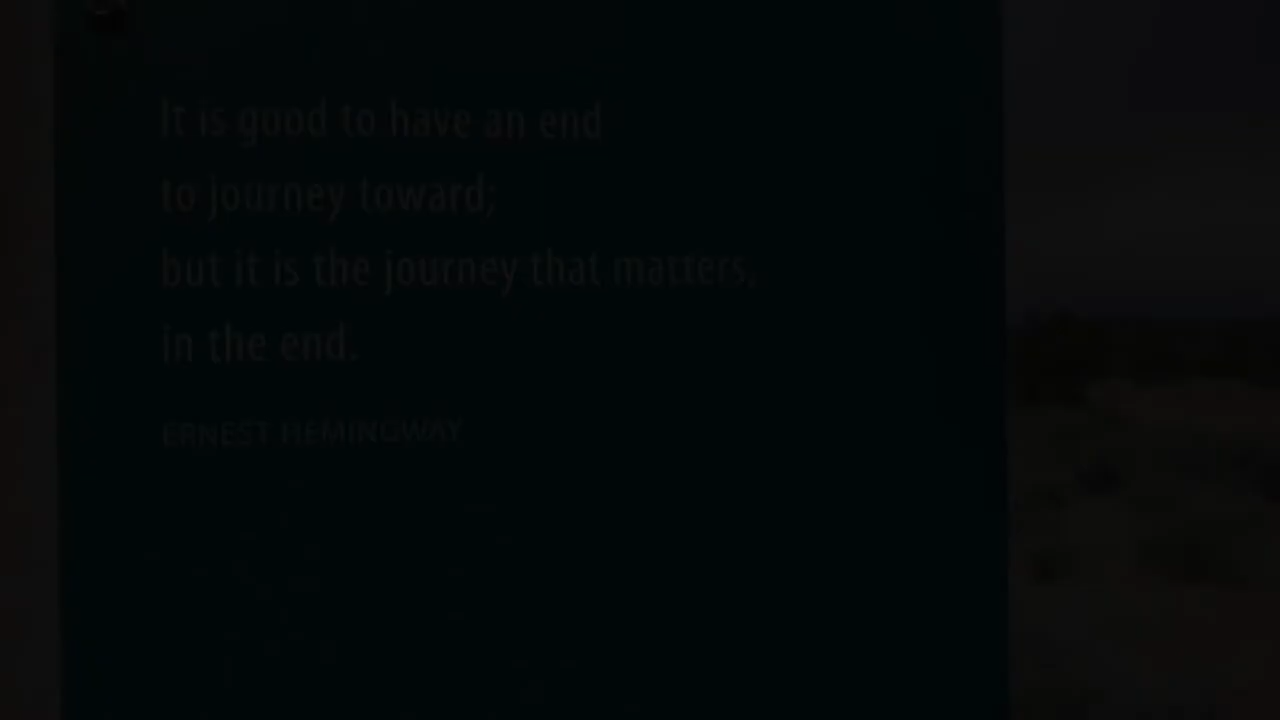 It is good to have an end
to journey toward;
but it is the journey that matters,
in the end.
ERNEST HEMINGWAY